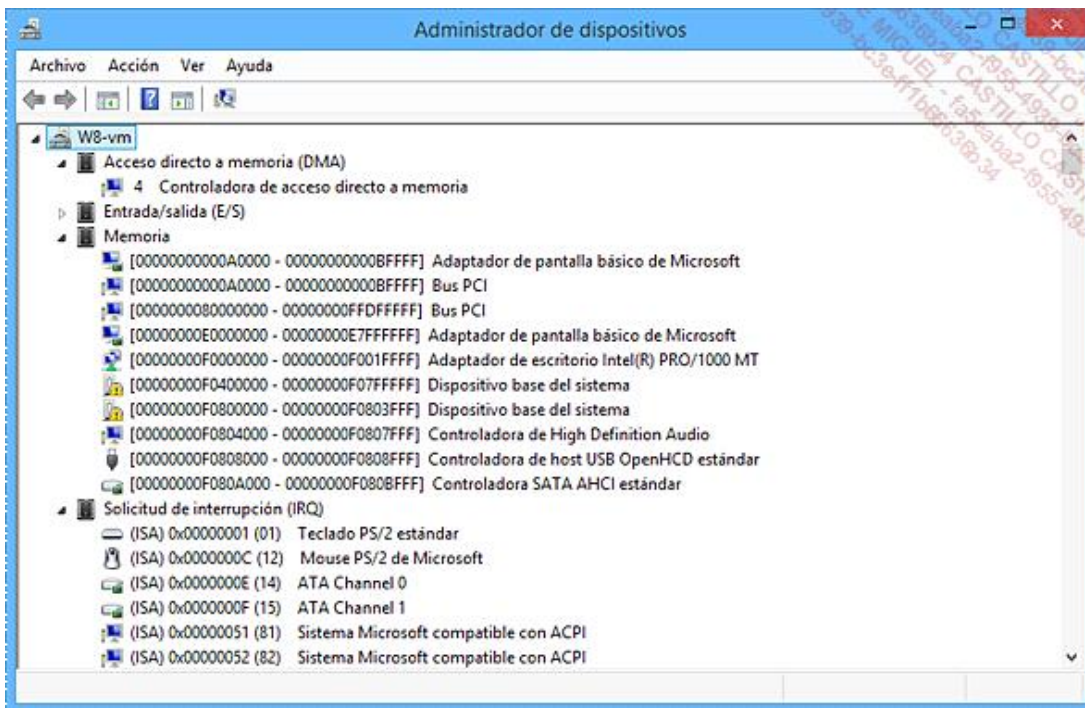 Administrador de dispositivos
Archivo Acción Ver Ayuda
W8-vm
Acceso directo a memoria (DMA)
4 Controladora de acceso directo a memoria
Entrada/salida (E/S)
Memoria
[00000000000A0000 - 00000000000BFFFF] Adaptador de pantalla básico de Microsoft
[00000000000A0000 - 00000000000BFFFF] Bus PCI
[0000000080000000 - 00000000FFDFFFFF] Bus PCI
[00000000E0000000 - 00000000E7FFFFFF] Adaptador de pantalla básico de Microsoft
[00000000F0000000 - 00000000F001FFFF] Adaptador de escritorio Intel(R) PRO/1000 MT
[00000000F0400000 - 00000000F07FFFFF] Dispositivo base del sistema
[00000000F0800000 - 00000000F0803FFF] Dispositivo base del sistema
[00000000F0804000 - 00000000F0807FFF] Controladora de High Definition Audio
[00000000F0808000 - 00000000F0808FFF] Controladora de host USB OpenHCD estándar
[00000000F080A000 - 00000000F080BFFF] Controladora SATA AHCI estándar
Solicitud de interrupción (IRQ)
(ISA) 0x00000001 (01) Teclado PS/2 estándar
(ISA) 0x0000000C (12) Mouse PS/2 de Microsoft
(ISA) 0x0000000E (14) ATA Channel 0
(ISA) 0x0000000F (15) ATA Channel 1
(ISA) 0x00000051 (81) Sistema Microsoft compatible con ACPI
(ISA) 0x00000052 (82) Sistema Microsoft compatible con ACPI